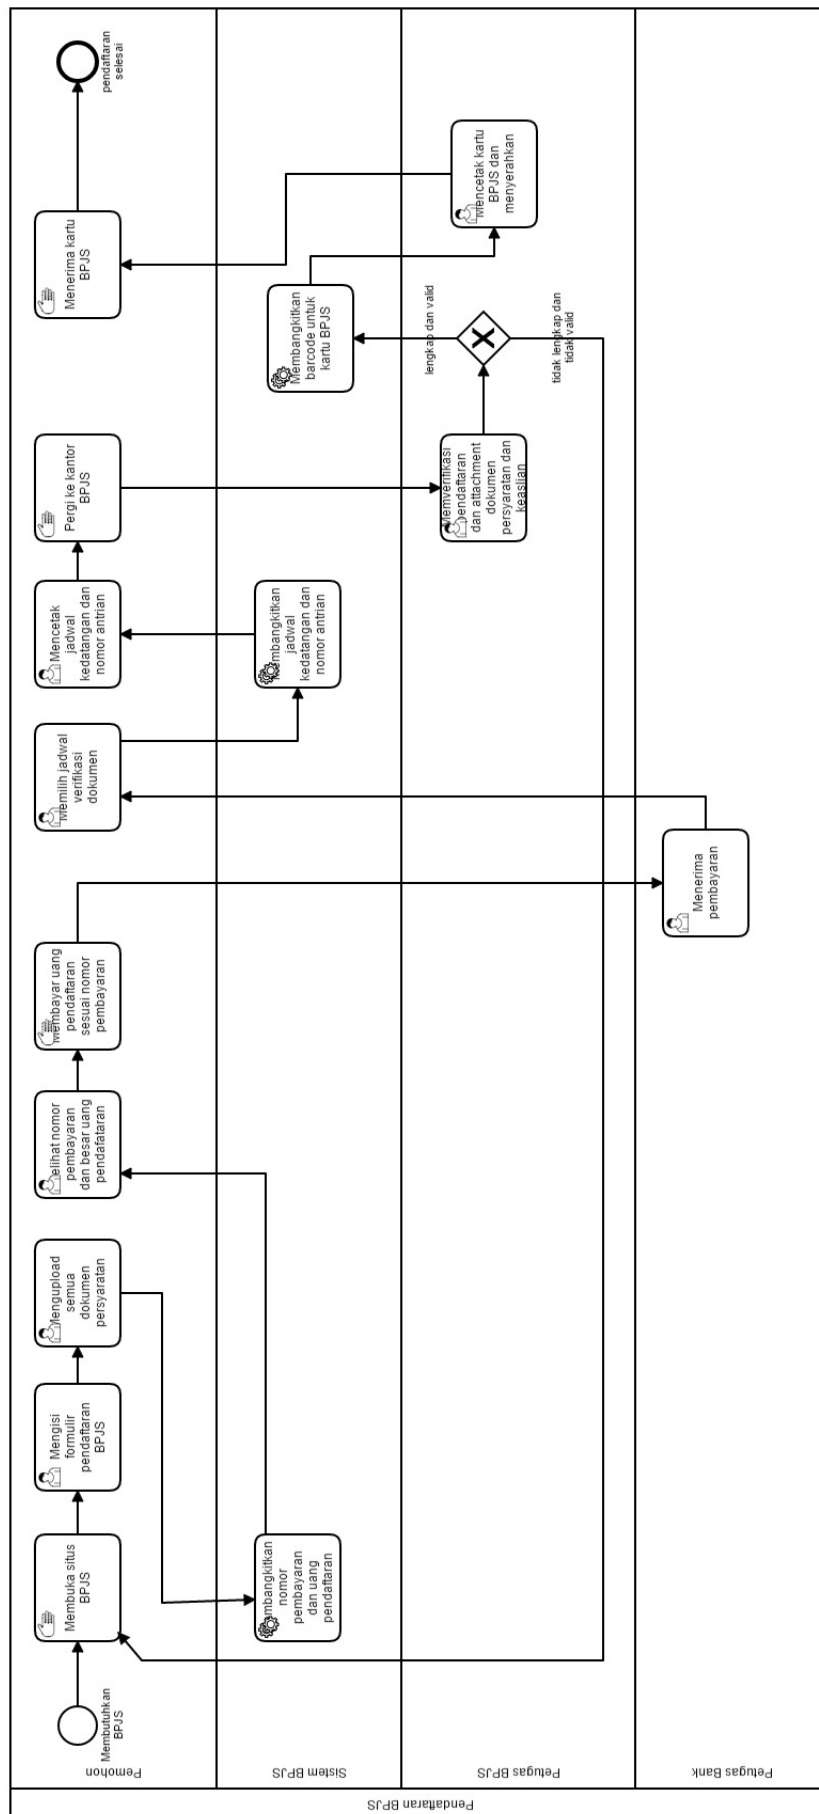 Pendaftaran BPJS
Pemohon
Membutuhkan
BPJS
Membuka situs
BPJS
Mengisi
formulir
pendaftaran
BPJS
Mengupload
semua
dokumen
persyaratan
elihat nomor
pembayaran
dan besar uang
pendafataran
Membayar uang
pendaftaran
sesuai nomor
pembayaran
Memilih jadwal
verifikasi
dokumen
Mencetak
jadwal
kedatangan dan
nomor antrian
Pergi ke kantor
BPJS
Menerima kartu
BPJS
pendaftaran
selesai
Sistem BPJS
mbangkitkan
nomor
pembayaran
dan uang
pendaftaran
mbangkitkan
jadwal
kedatangan dan
nomor antrian
Membangkitkan
barcode untuk
kartu BPJS
Petugas BPJS
Memverifikasi
pendaftaran
dan attachment
dokumen
persyaratan dan
keaslian
lengkap dan valid
tidak lengkap dan
tidak valid
Mencetak kartu
BPJS dan
menyerahkan
Petugas Bank
Menerima
pembayaran